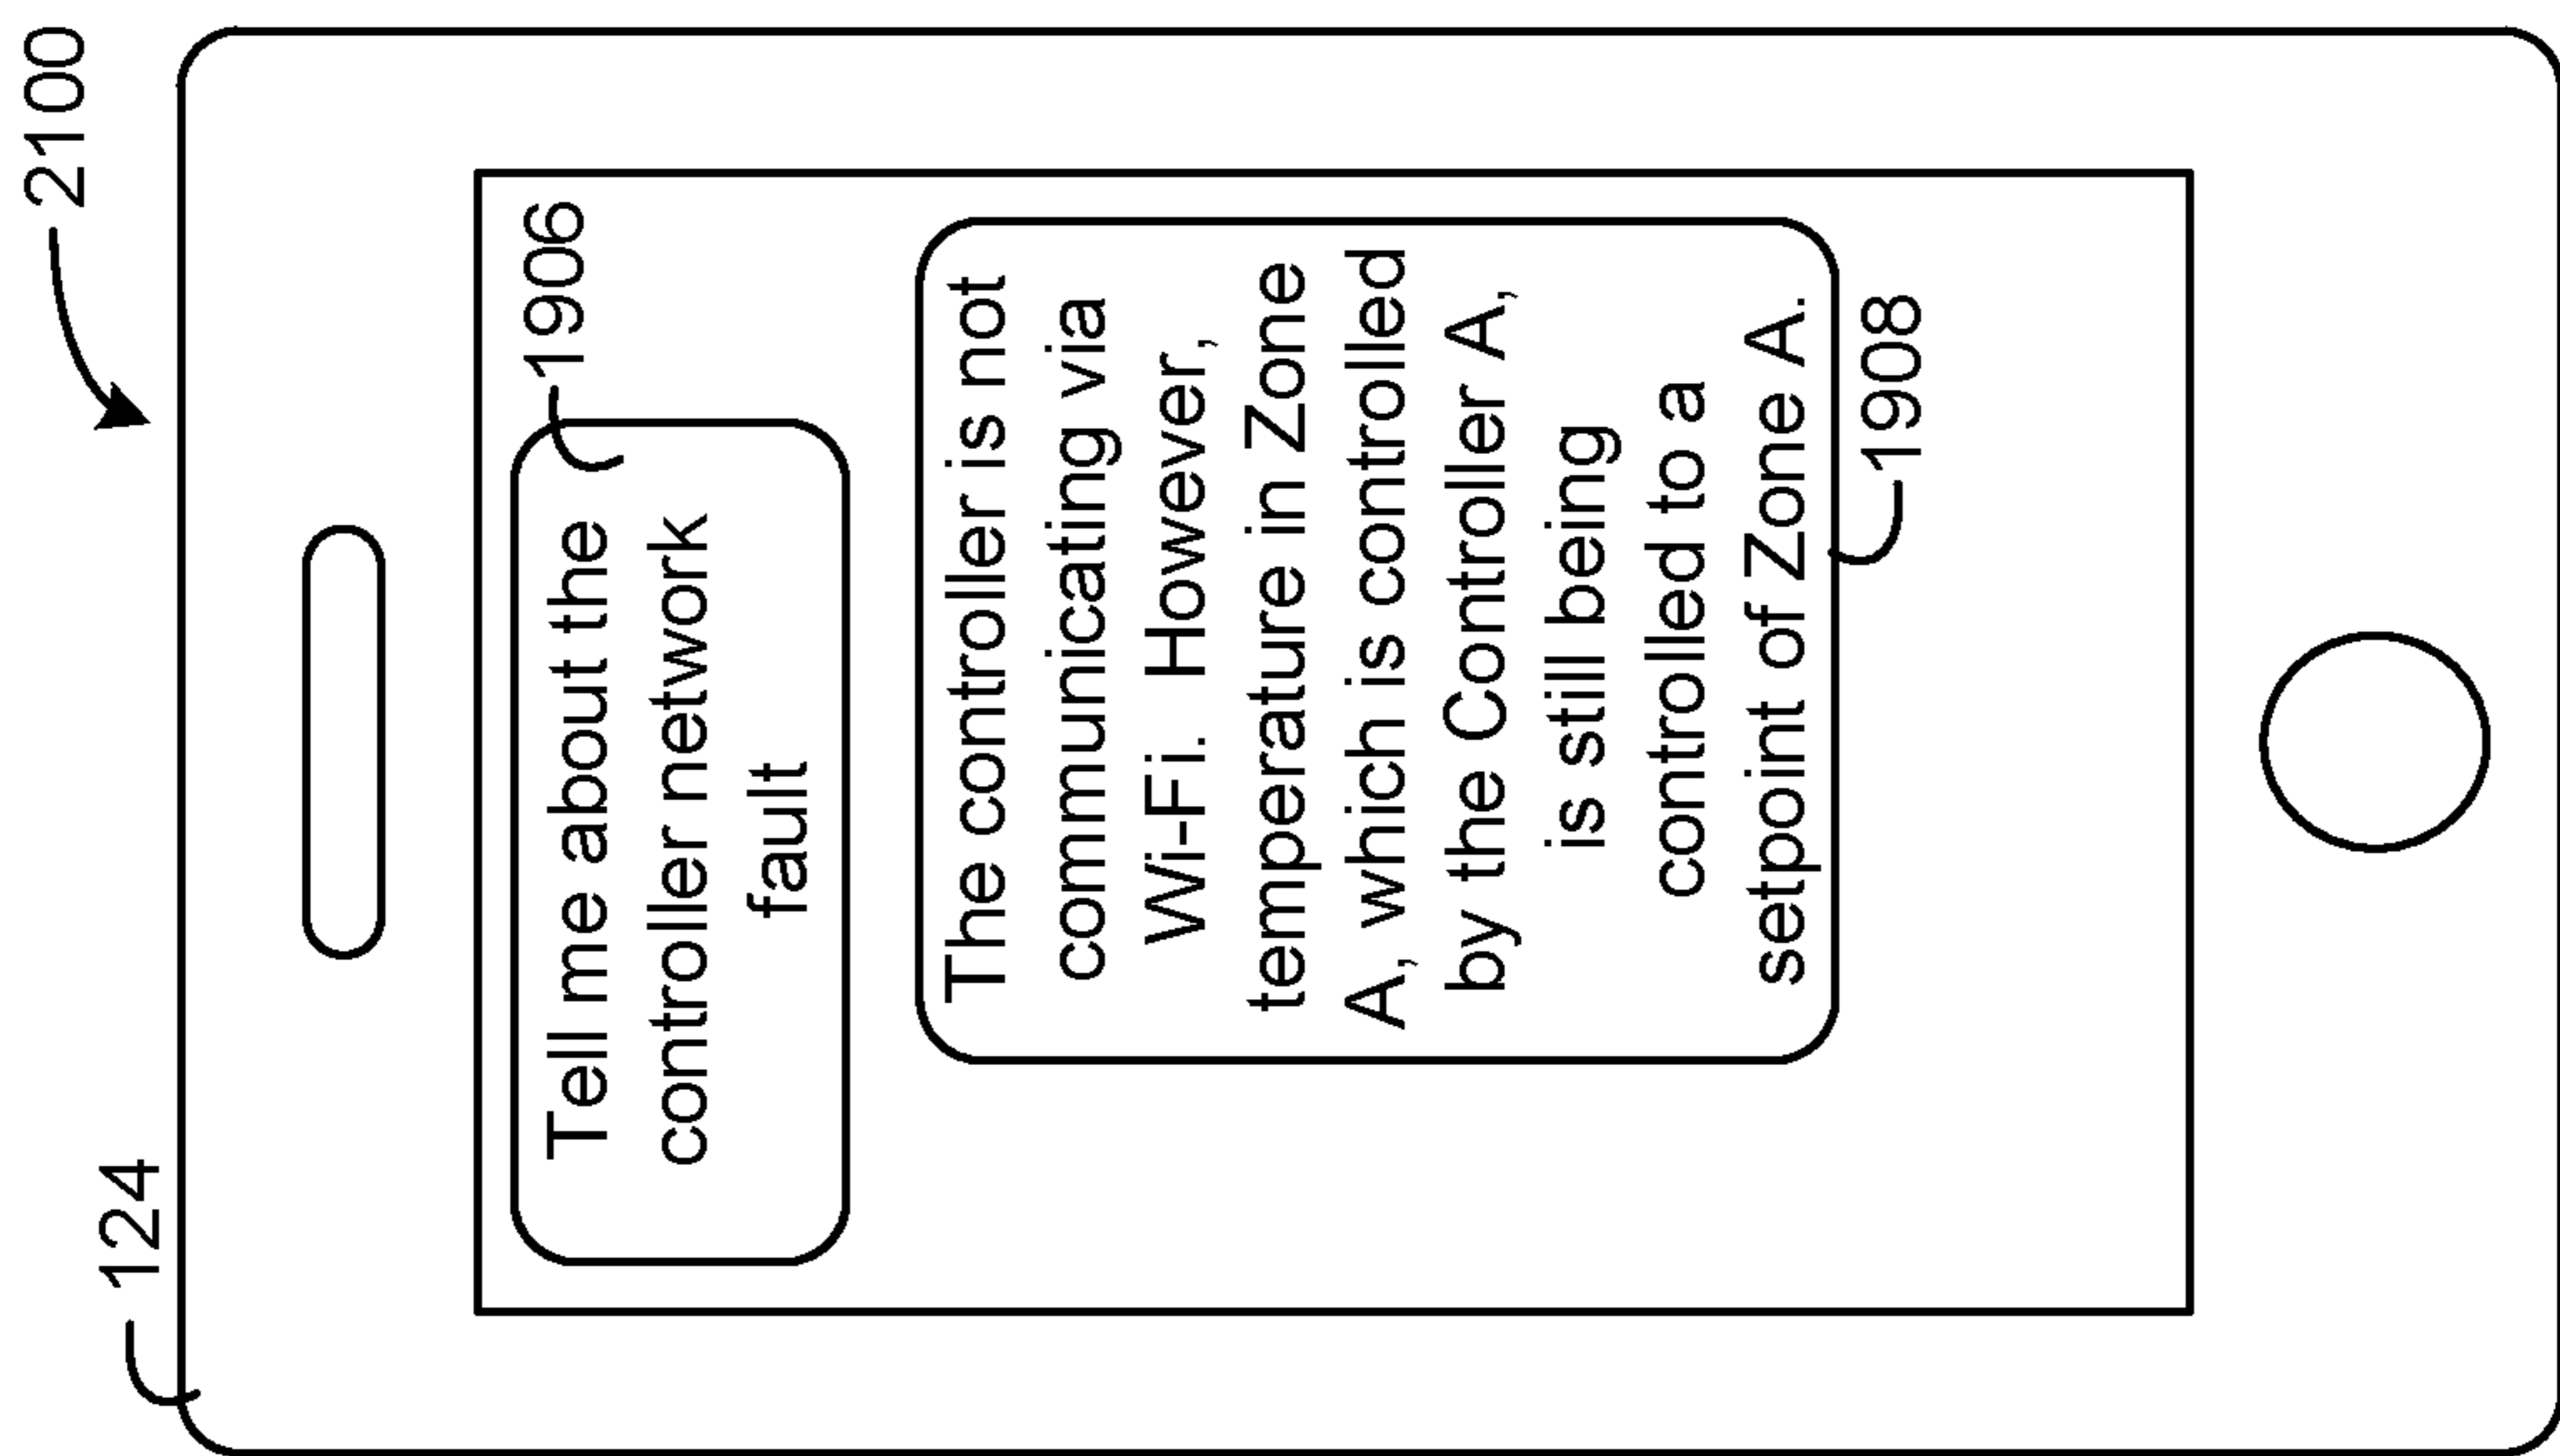 2100
124
1906
Tell me about the
controller network
fault
The controller is not
communicating via
Wi-Fi.  However,
temperature in Zone
A, which is controlled
by the Controller A,
is still being
controlled to a
setpoint of Zone A.
1908